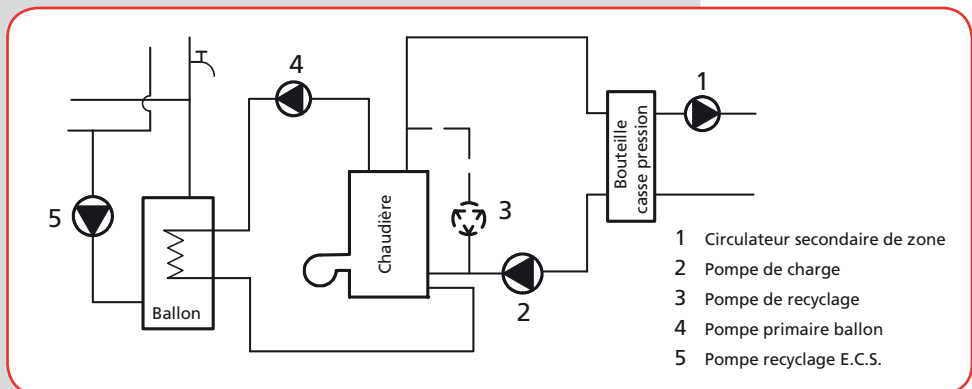 4
1
Bouteille
casse pression
5
3
Chaudière
Ballon
2
1 Circulateur secondaire de zone
2 Pompe de charge
3 Pompe de recyclage
4 Pompe primaire ballon
5 Pompe recyclage E.C.S.